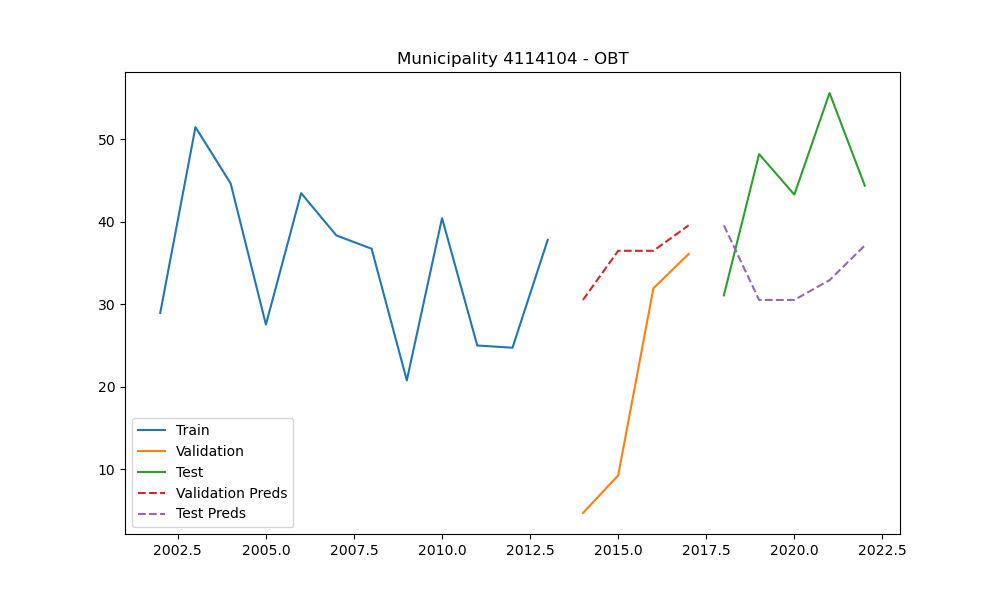 Municipality 4114104 - OBT
50
40
30
20
10
Train
Validation
Test
Validation Preds
Test Preds
2002.5 2005.0 2007.5 2010.0 2012.5 2015.0 2017.5 2020.0 2022.5